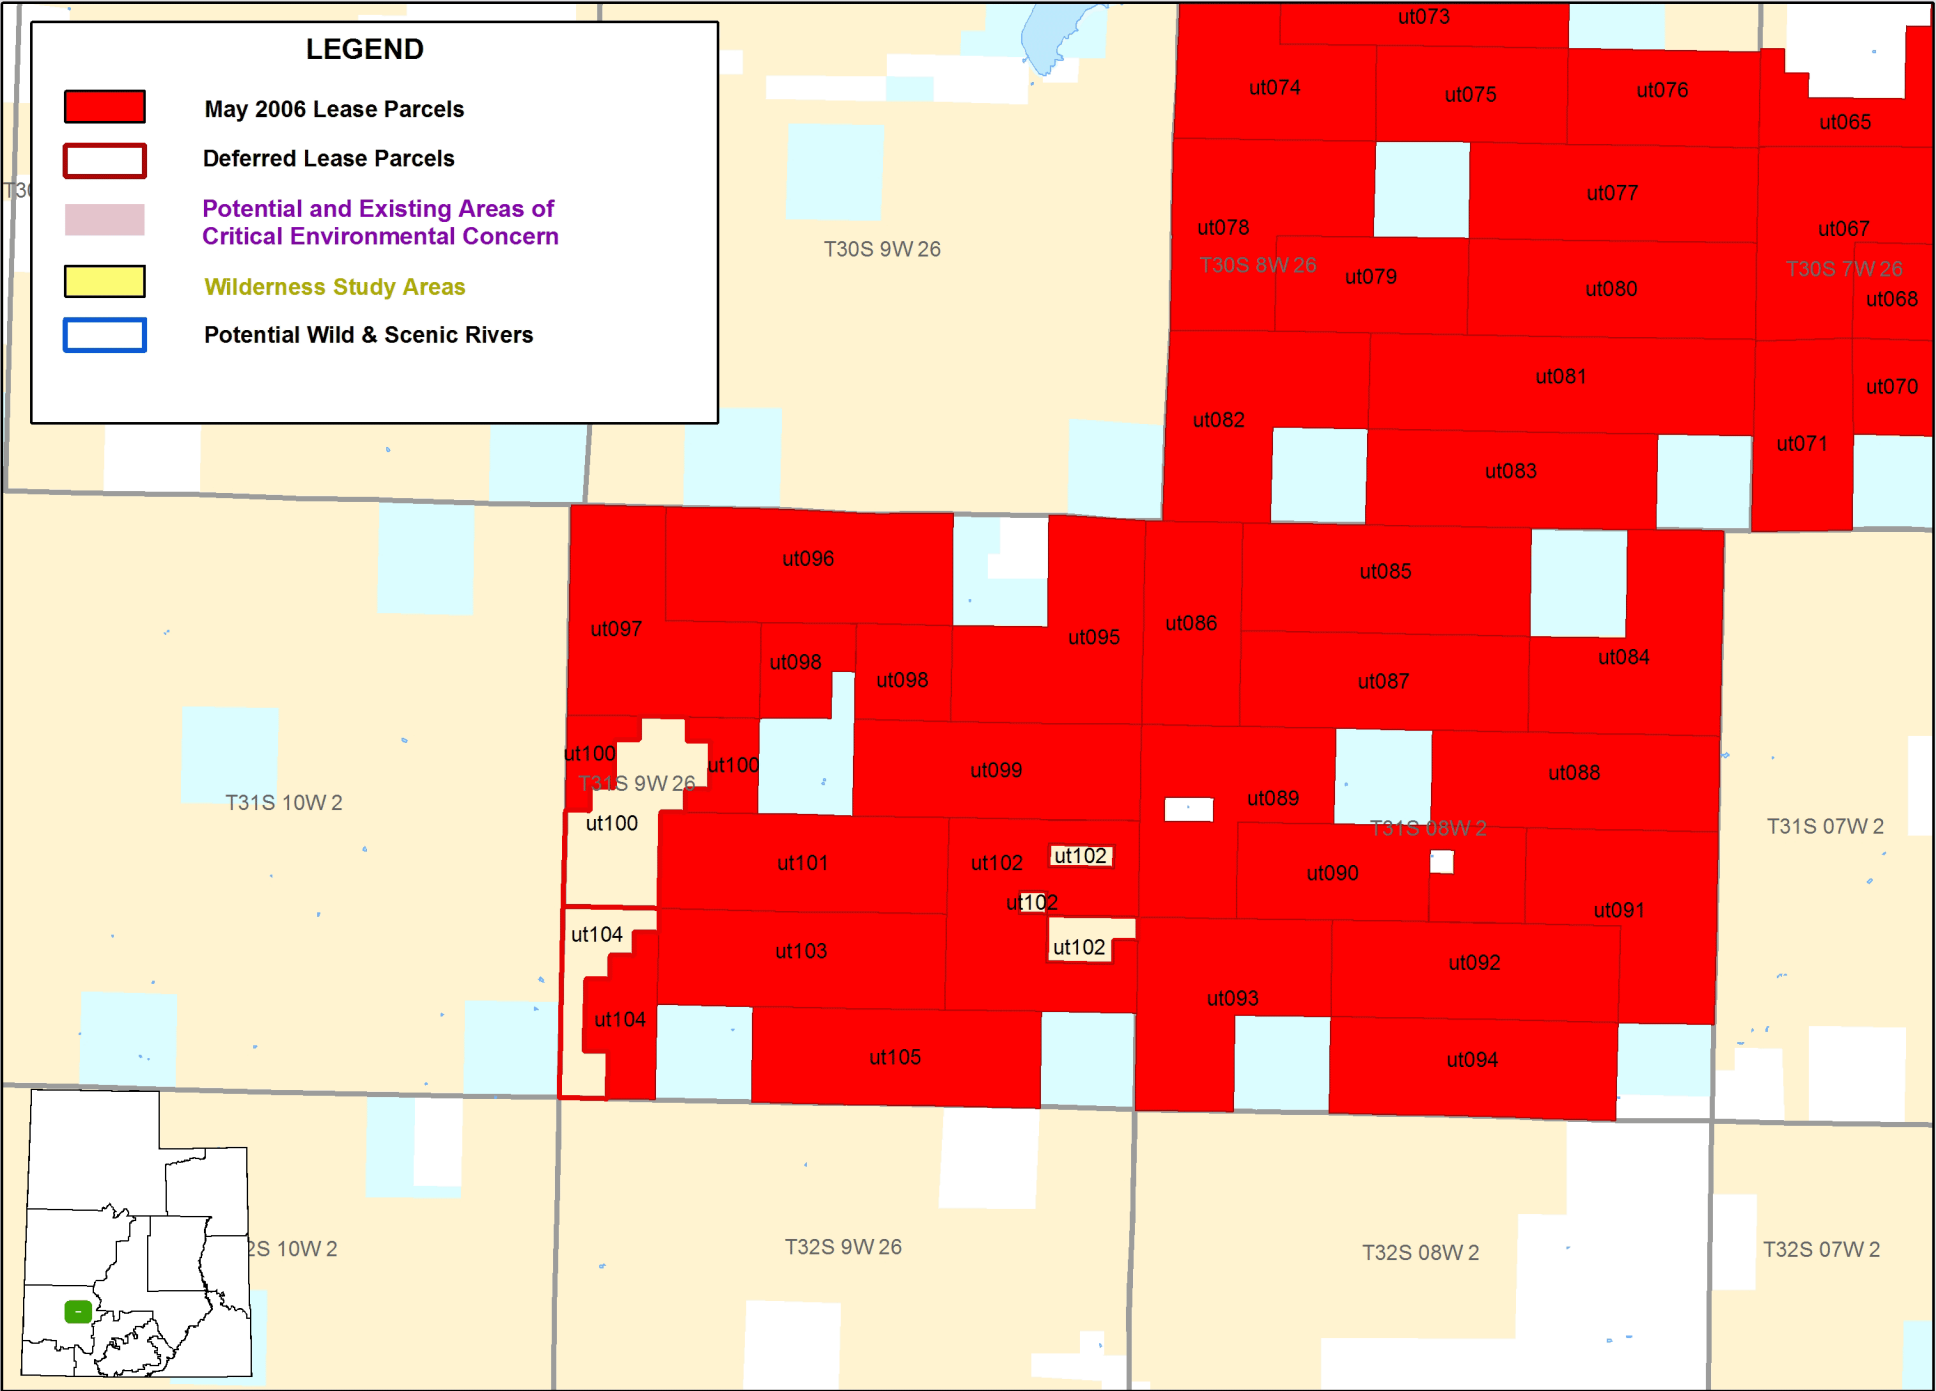 LEGEND
May 2006 Lease Parcels
Deferred Lease Parcels
Potential and Existing Areas of
Critical Environmental Concern
Wilderness Study Areas
Potential Wild & Scenic Rivers
T30
ut073
ut074
ut075
ut076
ut065
ut077
ut078
ut067
T30S 9W 26
T30S 8W 26
ut079
T30S 7W 26
ut080
ut068
ut081
ut070
ut082
ut071
ut083
ut096
ut085
ut097
ut086
ut095
ut098
ut084
ut098
ut087
ut100
ut100
ut099
ut088
T31S 9W 26
ut089
T31S 10W 2
ut100
T31S 08W 2
T31S 07W 2
ut101
ut102
ut102
ut090
ut102
ut091
ut104
ut103
ut102
ut092
ut093
ut104
ut105
ut094
2S 10W 2
T32S 9W 26
T32S 08W 2
T32S 07W 2